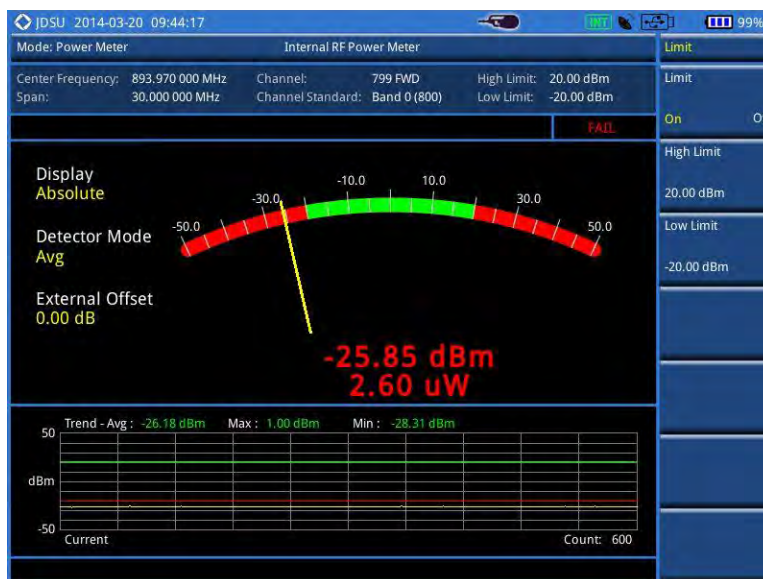 JDSU 2014-03-20 09:44:17
INT
99%
Mode: Power Meter Internal RF Power Meter
Limit
Center Frequency: 893.970 000 MHz Channel: 799 FWD High Limit: 20.00 dBm
Span: 30.000 000 MHz Channel Standard: Band 0 (800) Low Limit: -20.00 dBm
FAIL
Limit
On
High Limit
20.00 dBm
Low Limit
-20.00 dBm
Display
Absolute
Detector Mode
Avg
External Offset
0.00 dB
-50.0 -30.0 -10.0 10.0 30.0 50.0
-25.85 dBm
2.60 uW
Trend - Avg : -26.18 dBm Max : 1.00 dBm Min : -28.31 dBm
50
dBm
-50
Current Count: 600